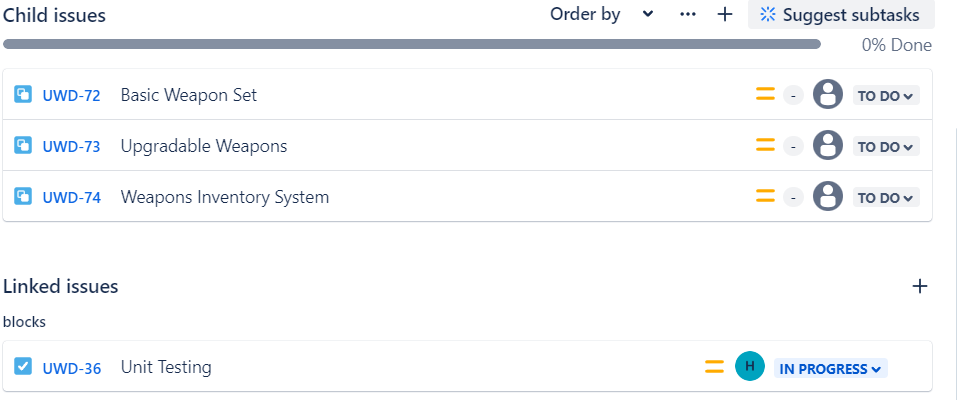 Child issues Order by Suggest subtasks
0% Done
UWD-72 Basic Weapon Set - TO DO
UWD-73 Upgradable Weapons - TO DO
UWD-74 Weapons Inventory System - TO DO
Linked issues
blocks
UWD-36 Unit Testing H IN PROGRESS